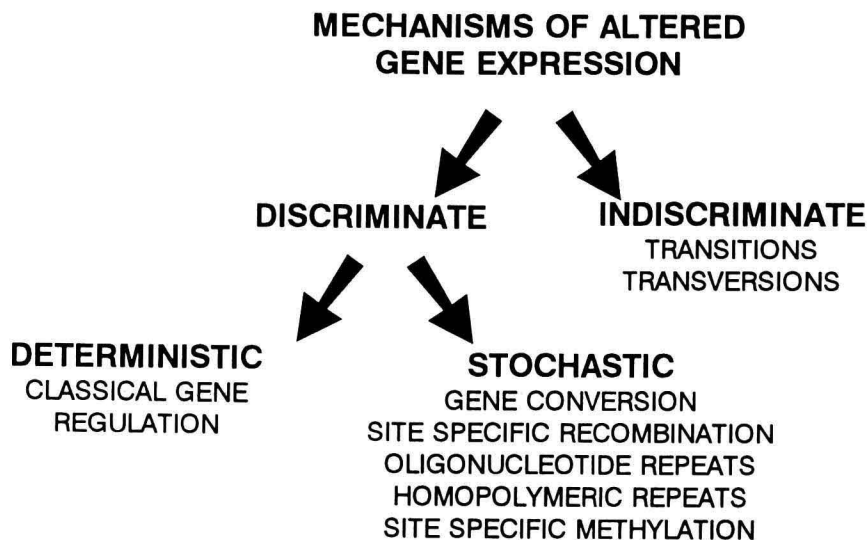 MECHANISMS OF ALTERED
GENE EXPRESSION
DISCRIMINATE
INDISCRIMINATE
TRANSITIONS
TRANSVERSIONS
DETERMINISTIC
CLASSICAL GENE
REGULATION
STOCHASTIC
GENE CONVERSION
SITE SPECIFIC RECOMBINATION
OLIGONUCLEOTIDE REPEATS
HOMOPOLYMERIC REPEATS
SITE SPECIFIC METHYLATION